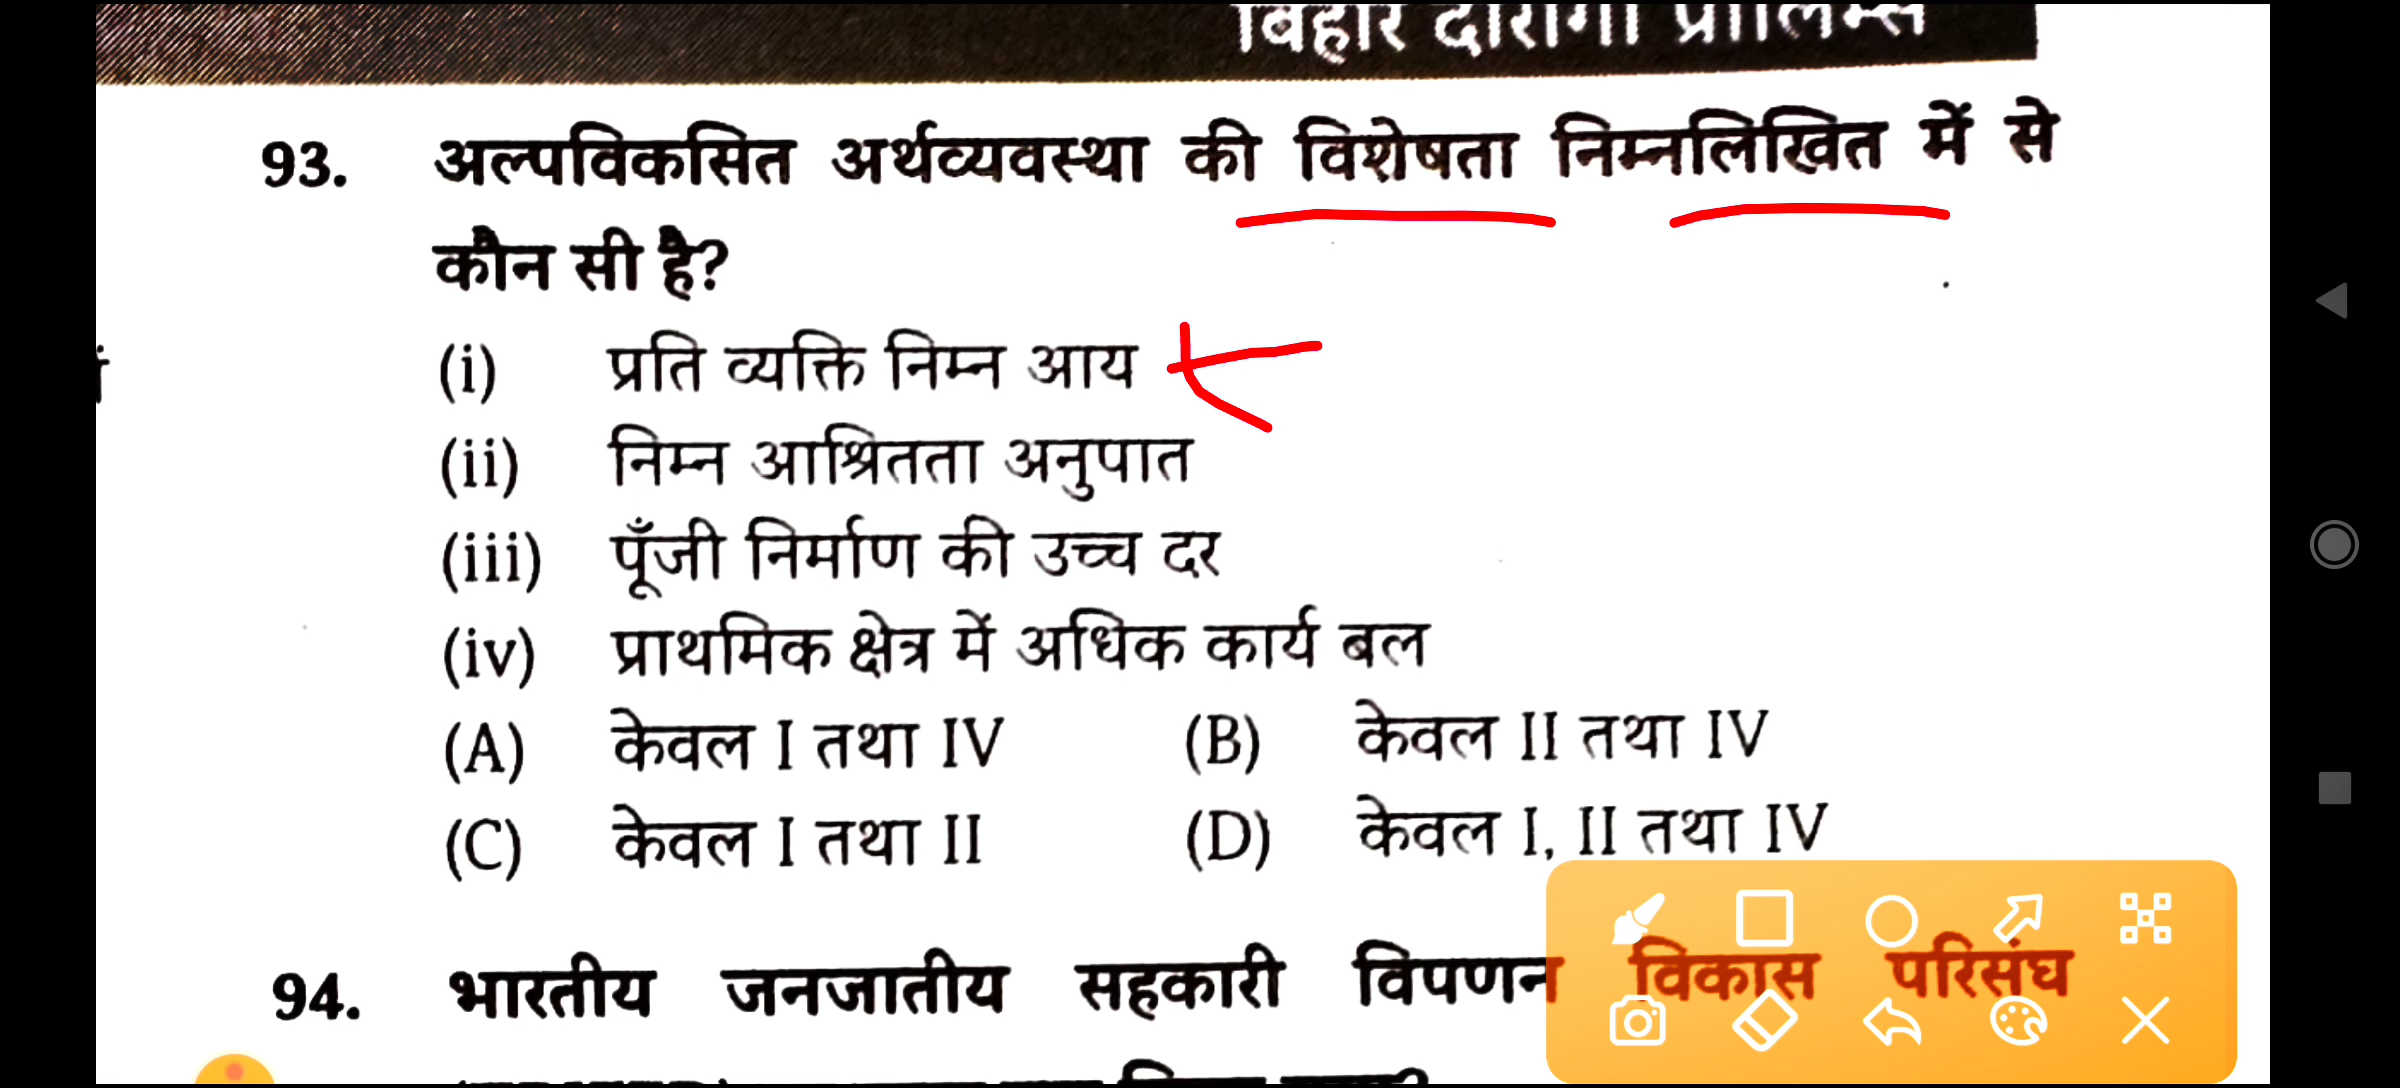 बिहार दारोगा प्रीलिम्स
93. अल्पविकसित अर्थव्यवस्था की विशेषता निम्नलिखित में से
कौन सी है?
(i) प्रति व्यक्ति निम्न आय
(ii) निम्न आश्रितता अनुपात
(iii) पूँजी निर्माण की उच्च दर
(iv) प्राथमिक क्षेत्र में अधिक कार्य बल
(A) केवल I तथा IV (B) केवल II तथा IV
(C) केवल I तथा II (D) केवल I, II तथा IV
94. भारतीय जनजातीय सहकारी विपणन विकास परिसंघ